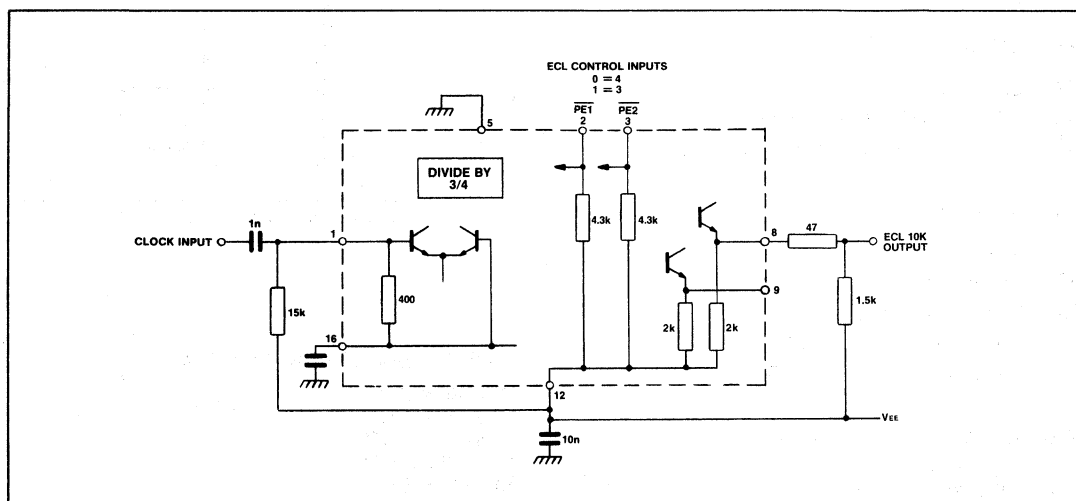 ECL CONTROL INPUTS
0 = 4
1 = 3
PE1 PE2
2 3
5
DIVIDE BY
3/4
4.3k 4.3k
1n
CLOCK INPUT
1
8
47
ECL 10K
OUTPUT
9
400
15k
2k 2k
1.5k
16
12
VEE
10n